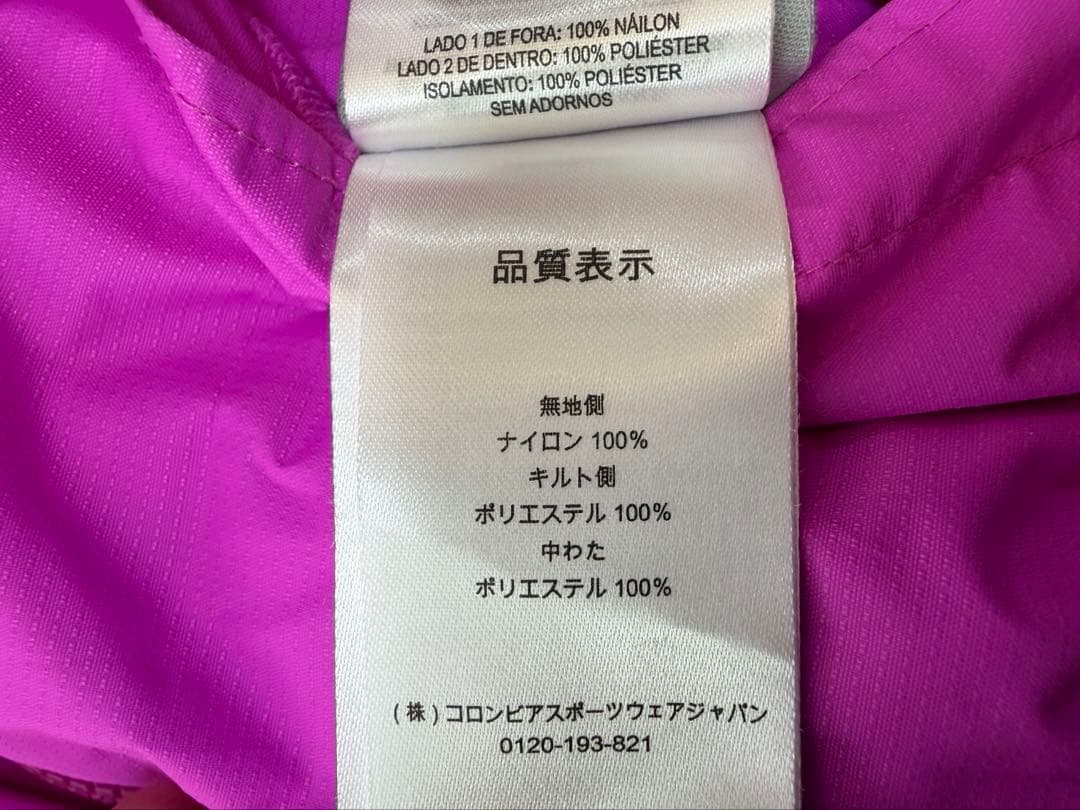 LADO 1 DE FORA: 100% NÁILON
LADO 2 DE DENTRO: 100% POLIÉSTER
ISOLAMENTO: 100% POLIÉSTER
SEM ADORNOS
品質表示
無地側
ナイロン 100%
キルト側
ポリエステル 100%
中わた
ポリエステル 100%
(株)コロンビアスポーツウェアジャパン
0120-193-821